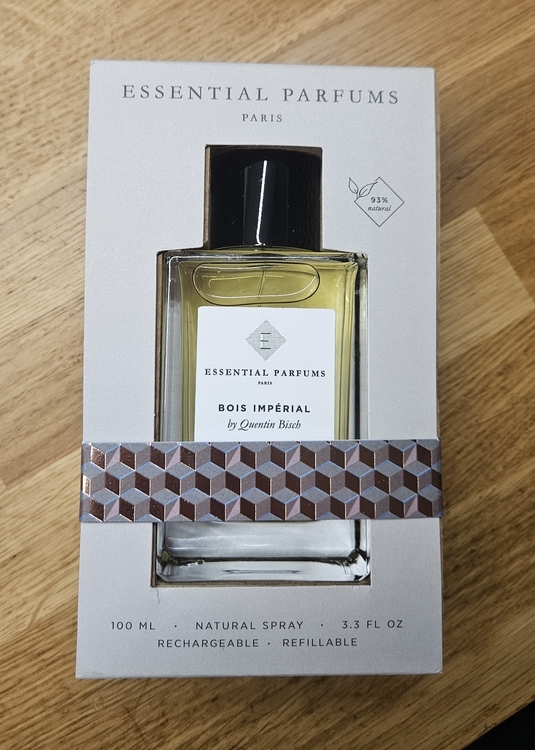 ESSENTIAL PARFUMS
PARIS
93%
natural
E
ESSENTIAL PARFUMS
PARIS
BOIS IMPÉRIAL
by Quentin Bisch
100 ML · NATURAL SPRAY · 3.3 FL OZ
RECHARGEABLE · REFILLABLE